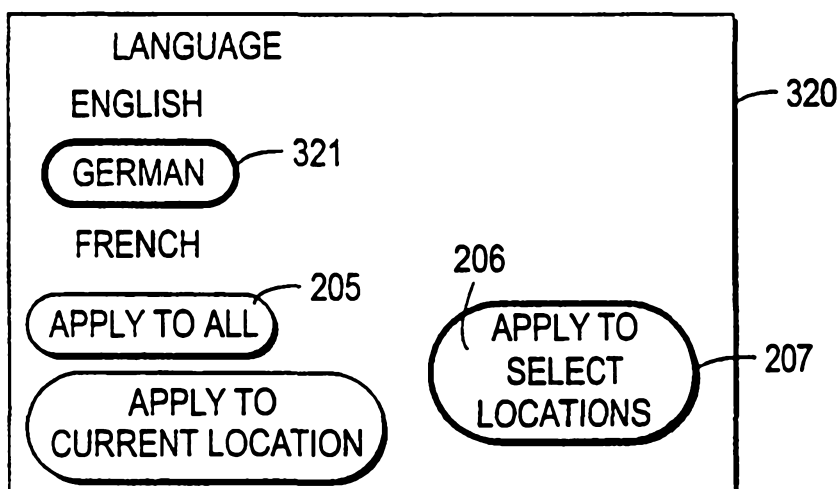 LANGUAGE
ENGLISH
320
GERMAN
321
FRENCH
205
206
APPLY TO ALL
APPLY TO
SELECT
LOCATIONS
207
APPLY TO
CURRENT LOCATION